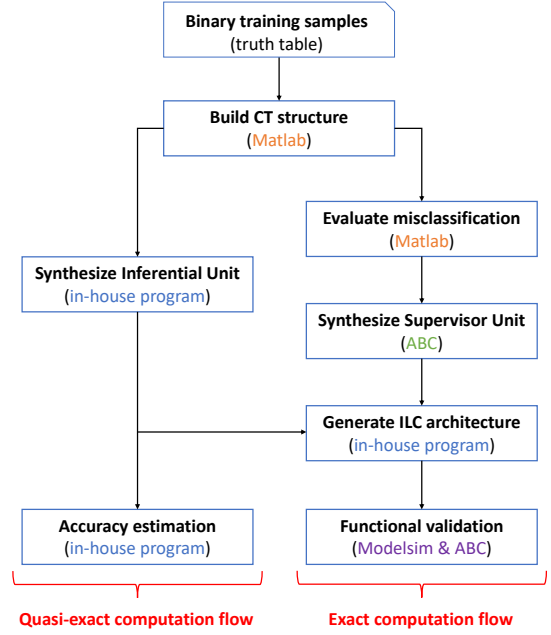 Binary training samples
(truth table)
Build CT structure
(Matlab)
Evaluate misclassification
(Matlab)
Synthesize Inferential Unit
(in-house program)
Synthesize Supervisor Unit
(ABC)
Generate ILC architecture
(in-house program)
Accuracy estimation
(in-house program)
Functional validation
(Modelsim & ABC)
Quasi-exact computation flow
Exact computation flow